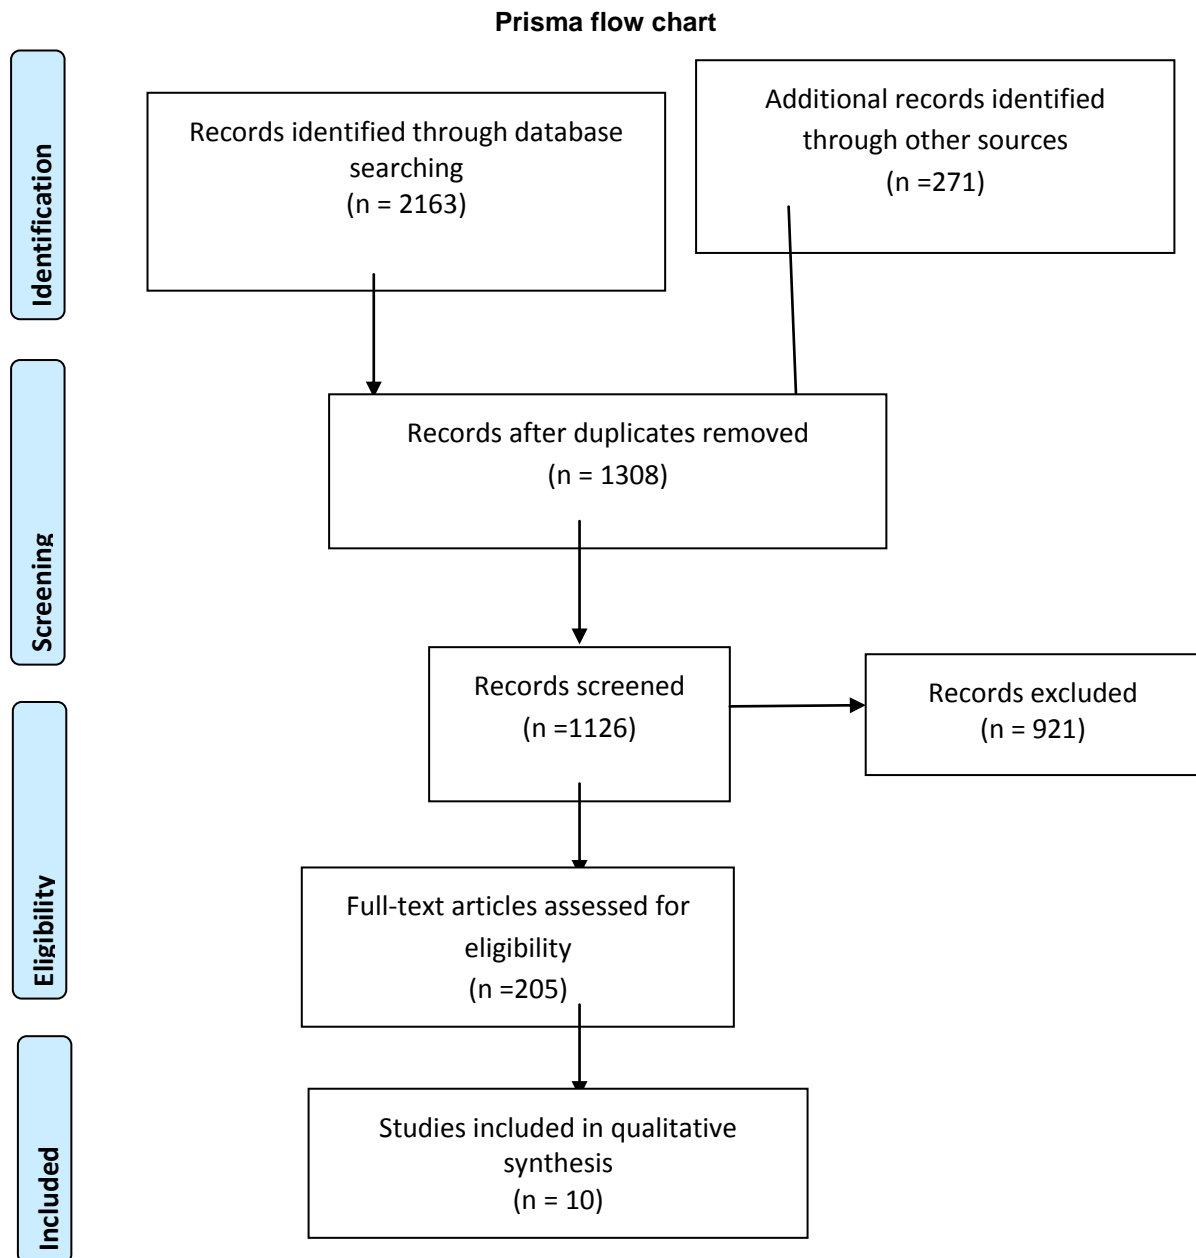 Prisma flow chart
Identification
Records identified through database
searching
(n = 2163)
Additional records identified
through other sources
(n =271)
Screening
Records after duplicates removed
(n = 1308)
Records screened
(n =1126)
Records excluded
(n = 921)
Eligibility
Full-text articles assessed for
eligibility
(n =205)
Included
Studies included in qualitative
synthesis
(n = 10)